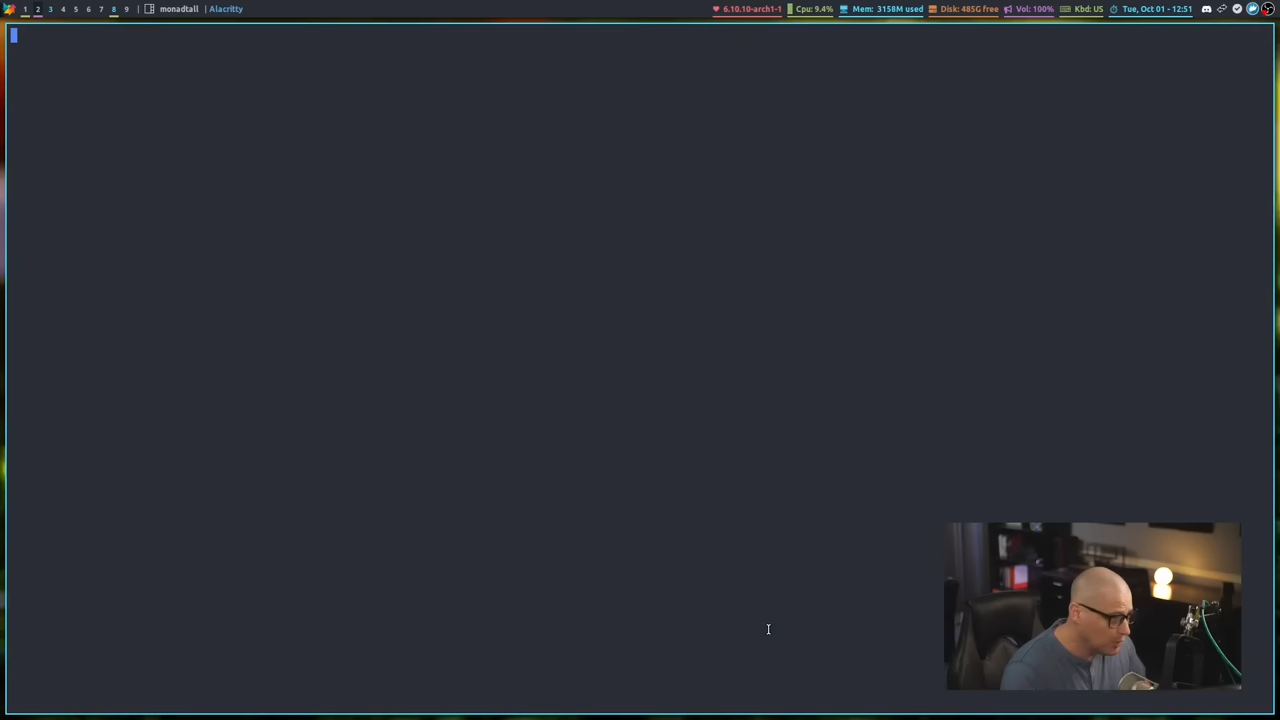 1 2 3 4 5 6 7 8 9 | monadtall | Alacritty 6.10.10-arch1-1 Cpu: 9.4% Mem: 3158M used Disk: 485G free Vol: 100% Kbd: US Tue, Oct 01 - 12:51